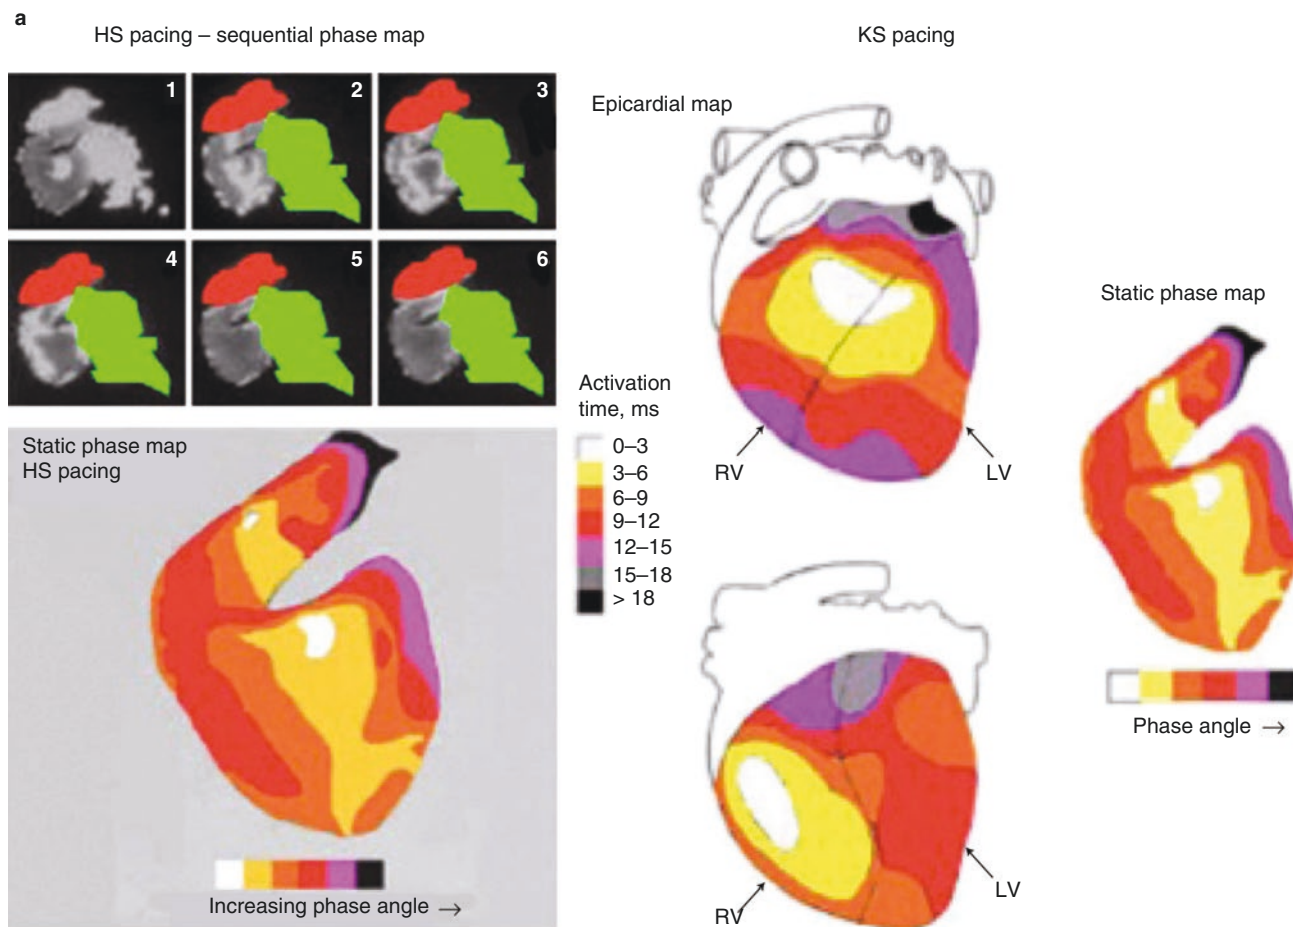 a
HS pacing – sequential phase map
1
2
3
4
5
6
Static phase map
HS pacing
Increasing phase angle →
KS pacing
Epicardial map
Activation
time, ms
0–3
3–6
6–9
9–12
12–15
15–18
> 18
RV
LV
RV
LV
Static phase map
Phase angle →